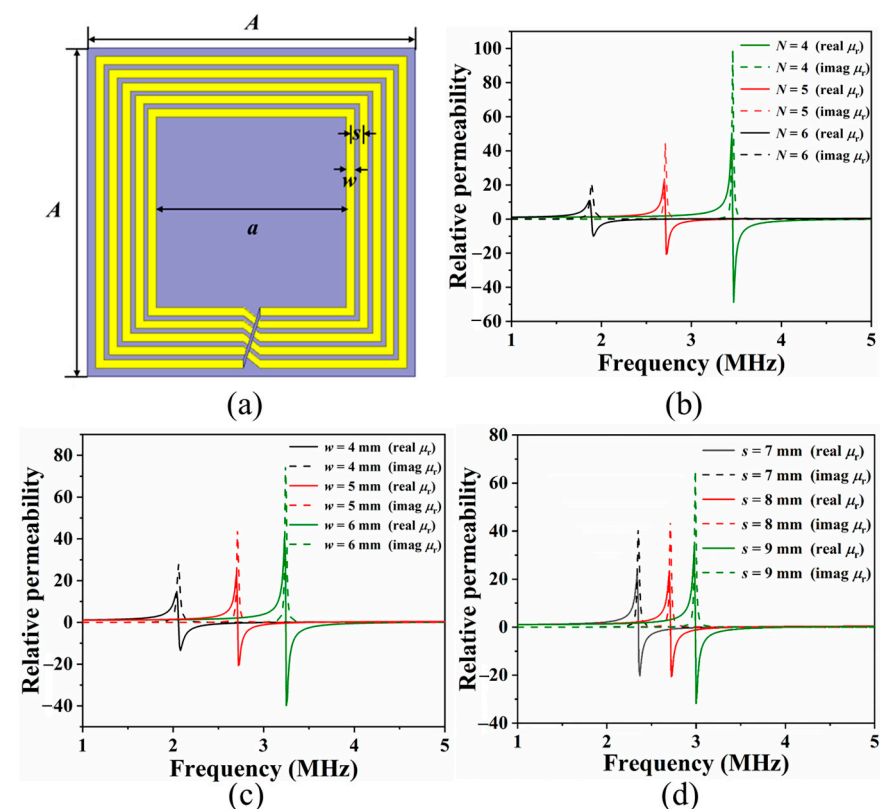 A
A
s
w
a
(a)
Relative permeability
100
80
60
40
20
0
−20
−40
−60
1
2
3
4
5
Frequency (MHz)
N = 4 (real μr)
N = 4 (imag μr)
N = 5 (real μr)
N = 5 (imag μr)
N = 6 (real μr)
N = 6 (imag μr)
(b)
Relative permeability
80
60
40
20
0
−20
−40
1
2
3
4
5
Frequency (MHz)
w = 4 mm (real μr)
w = 4 mm (imag μr)
w = 5 mm (real μr)
w = 5 mm (imag μr)
w = 6 mm (real μr)
w = 6 mm (imag μr)
(c)
Relative permeability
80
60
40
20
0
−20
−40
1
2
3
4
5
Frequency (MHz)
s = 7 mm (real μr)
s = 7 mm (imag μr)
s = 8 mm (real μr)
s = 8 mm (imag μr)
s = 9 mm (real μr)
s = 9 mm (imag μr)
(d)